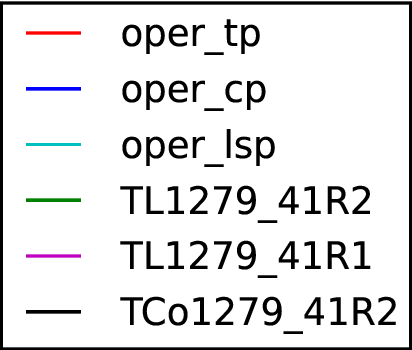 oper_tp
oper_cp
oper_lsp
TL1279_41R2
TL1279_41R1
TCo1279_41R2